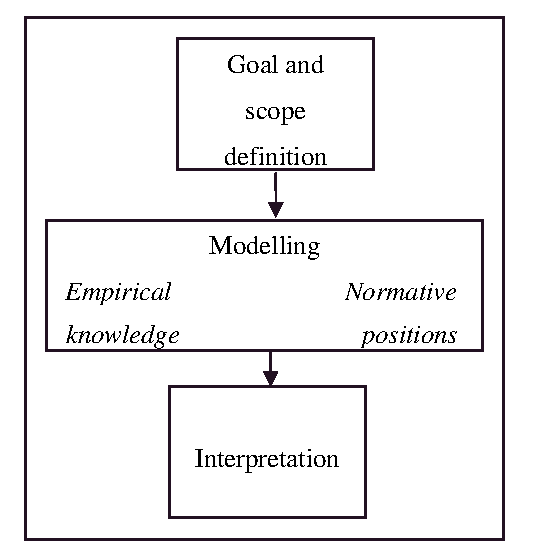 Goal and
scope
definition
Modelling
Empirical Normative
knowledge positions
Interpretation